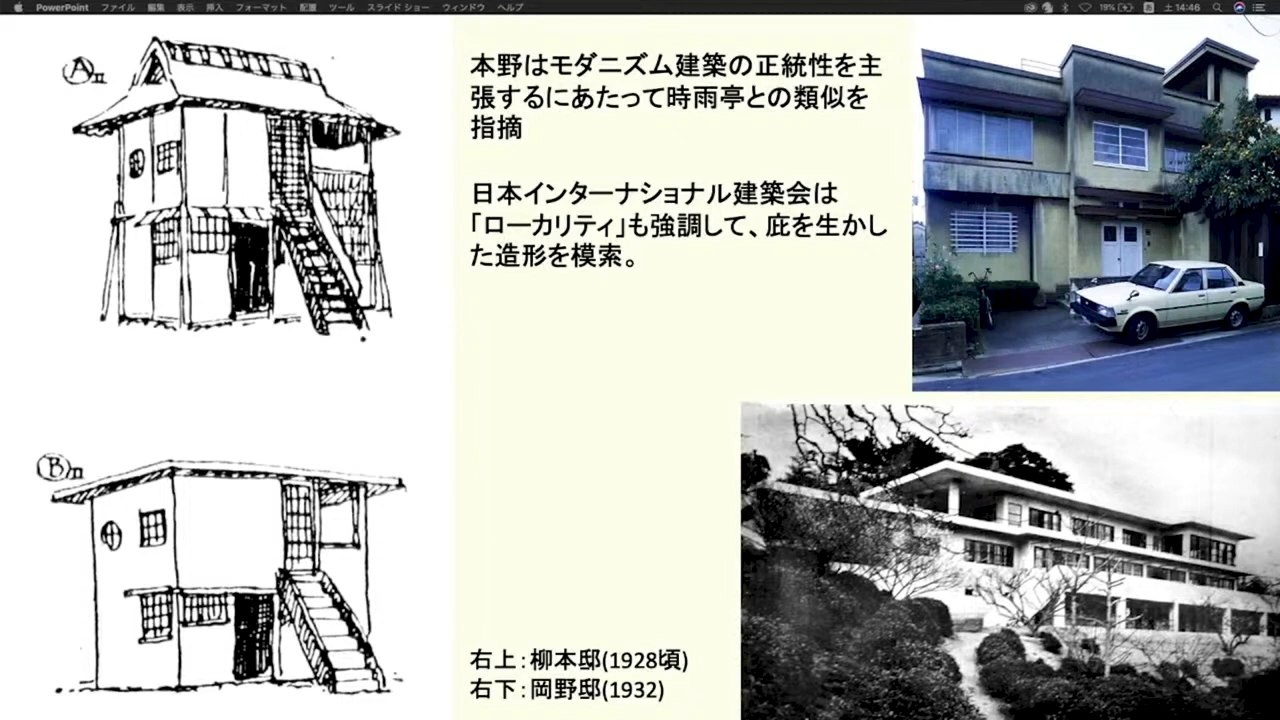 PowerPoint ファイル 編集 表示 挿入 フォーマット 配置 ツール スライド ショー ウィンドウ ヘルプ 19% 土14:46
A II
本野はモダニズム建築の正統性を主
張するにあたって時雨亭との類似を
指摘
日本インターナショナル建築会は
「ローカリティ」も強調して、庇を生かし
た造形を模索。
B II
右上：柳本邸(1928頃)
右下：岡野邸(1932)